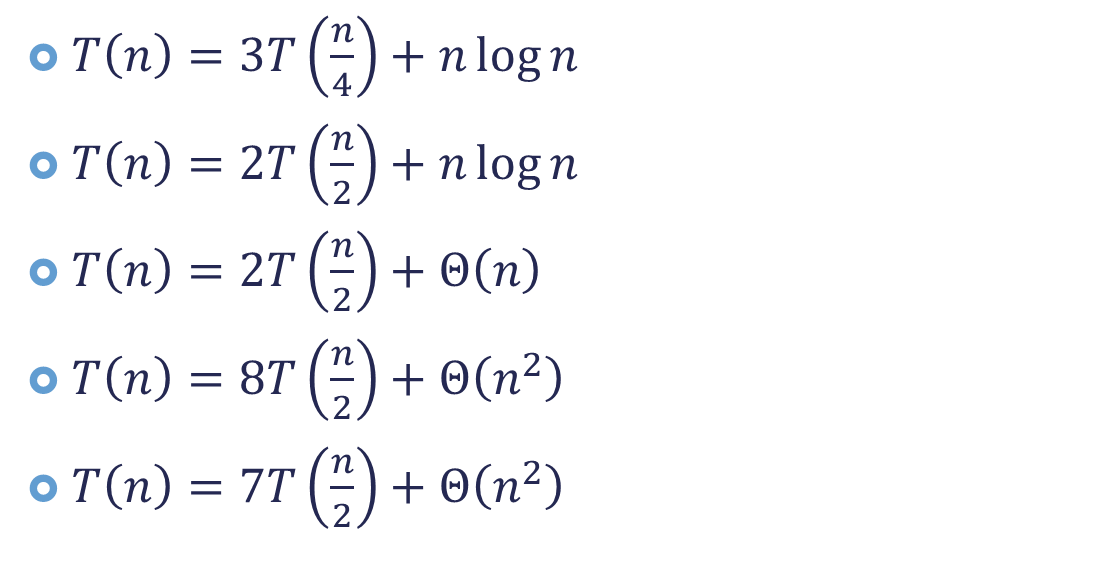 T(n) = 3T(n/4) + n log n
T(n) = 2T(n/2) + n log n
T(n) = 2T(n/2) + Θ(n)
T(n) = 8T(n/2) + Θ(n²)
T(n) = 7T(n/2) + Θ(n²)